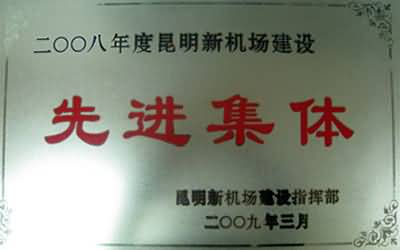 二〇〇八年度昆明新机场建设
先进集体
昆明新机场建设指挥部
二〇〇九年三月